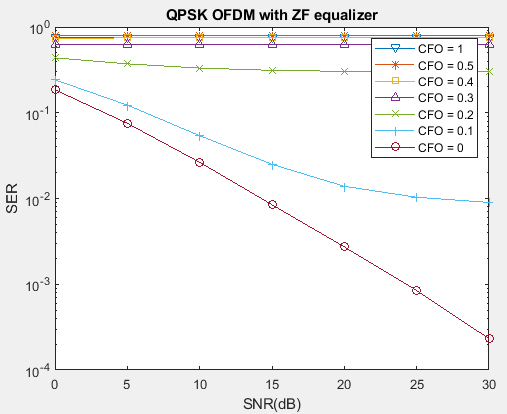 QPSK OFDM with ZF equalizer
10^0
10^-1
10^-2
10^-3
10^-4
SER
CFO = 1
CFO = 0.5
CFO = 0.4
CFO = 0.3
CFO = 0.2
CFO = 0.1
CFO = 0
0 5 10 15 20 25 30
SNR(dB)